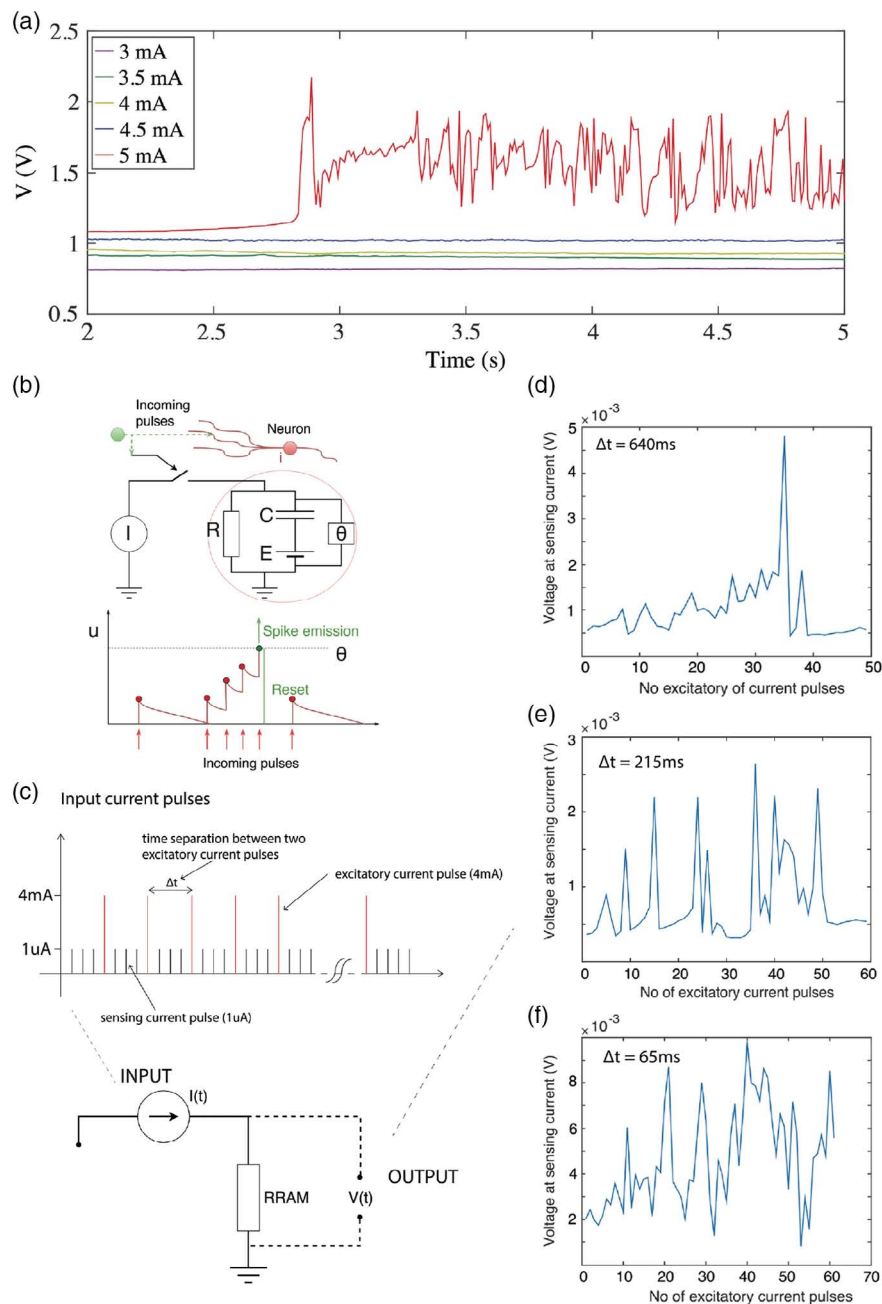 (a)
2.5
2
1.5
1
0.5
V (V)
3 mA
3.5 mA
4 mA
4.5 mA
5 mA
2
2.5
3
3.5
4
4.5
5
Time (s)
(b)
Incoming
pulses
Neuron
i
I
R
C
E
θ
u
Spike emission
θ
Reset
Incoming pulses
(c)
Input current pulses
time separation between two
excitatory current pulses
Δt
excitatory current pulse (4mA)
4mA
1uA
sensing current pulse (1uA)
INPUT
I(t)
RRAM
V(t)
OUTPUT
(d)
×10-3
Δt = 640ms
5
4
3
2
1
Voltage at sensing current (V)
0
10
20
30
40
50
No excitatory of current pulses
(e)
×10-3
Δt = 215ms
3
2
1
Voltage at sensing current (V)
0
10
20
30
40
50
60
No of excitatory current pulses
(f)
×10-3
Δt = 65ms
8
6
4
2
Voltage at sensing current (V)
0
10
20
30
40
50
60
70
No of excitatory current pulses